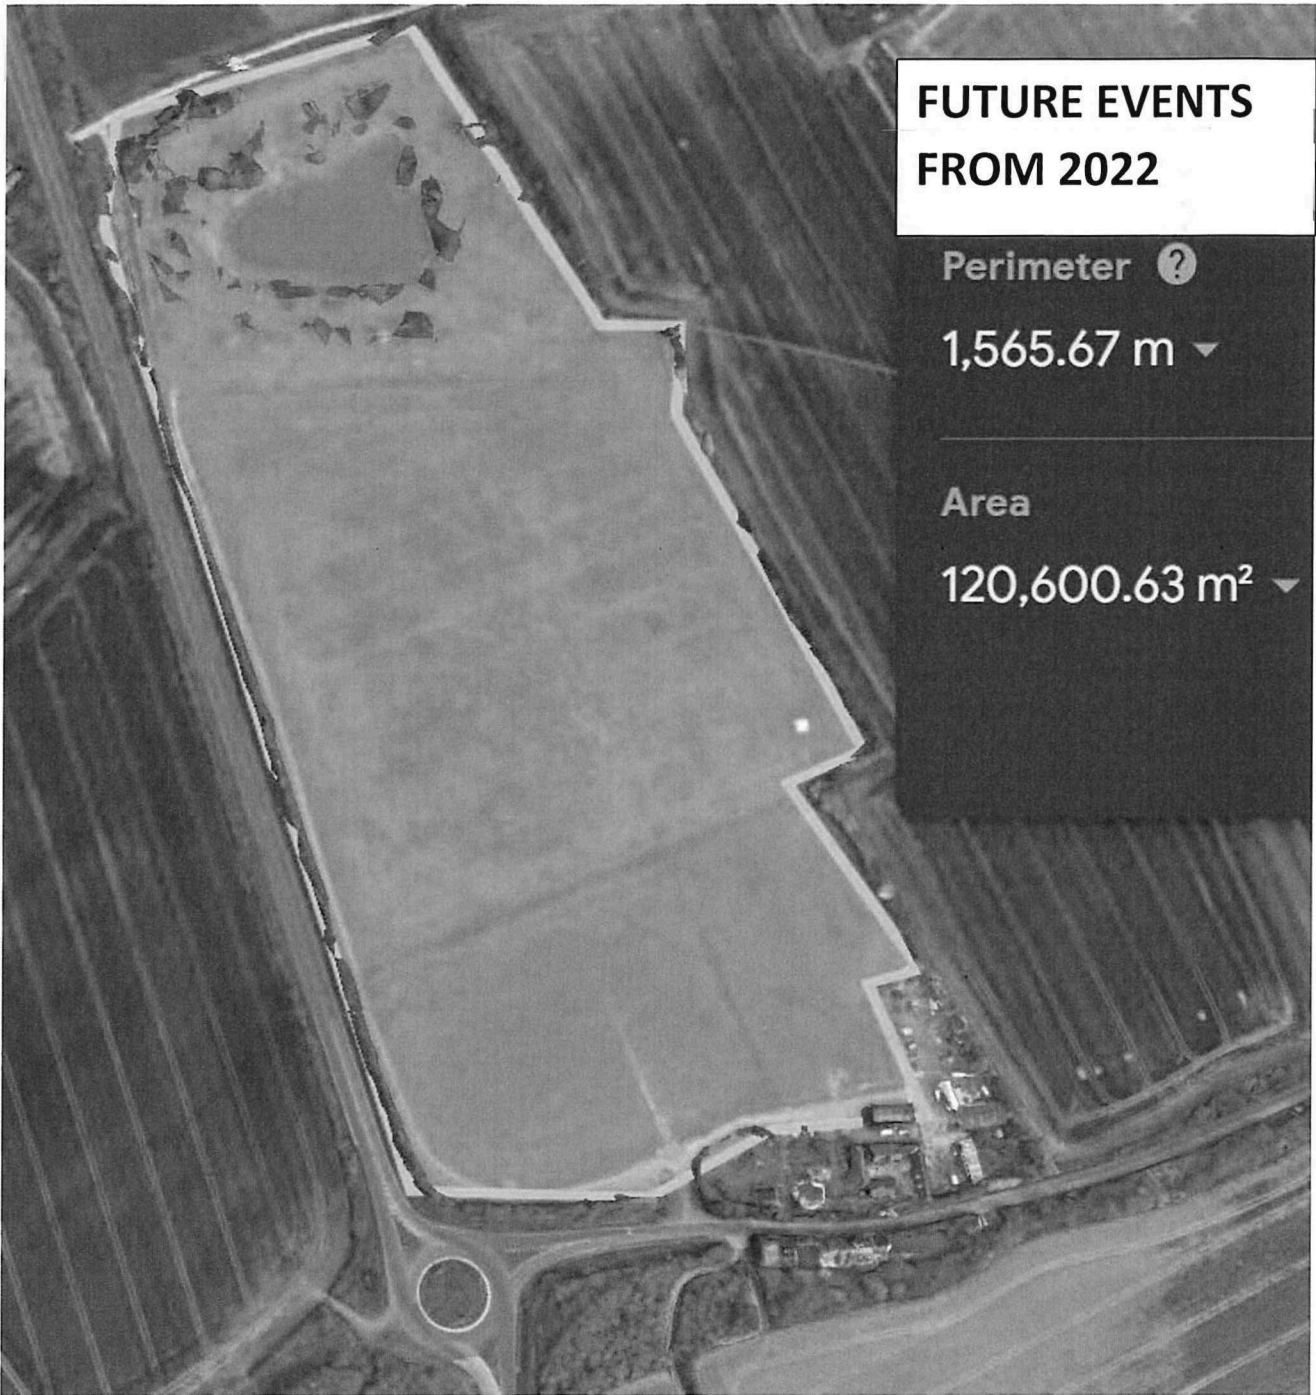 FUTURE EVENTS
FROM 2022
Perimeter ?
1,565.67 m
Area
120,600.63 m²